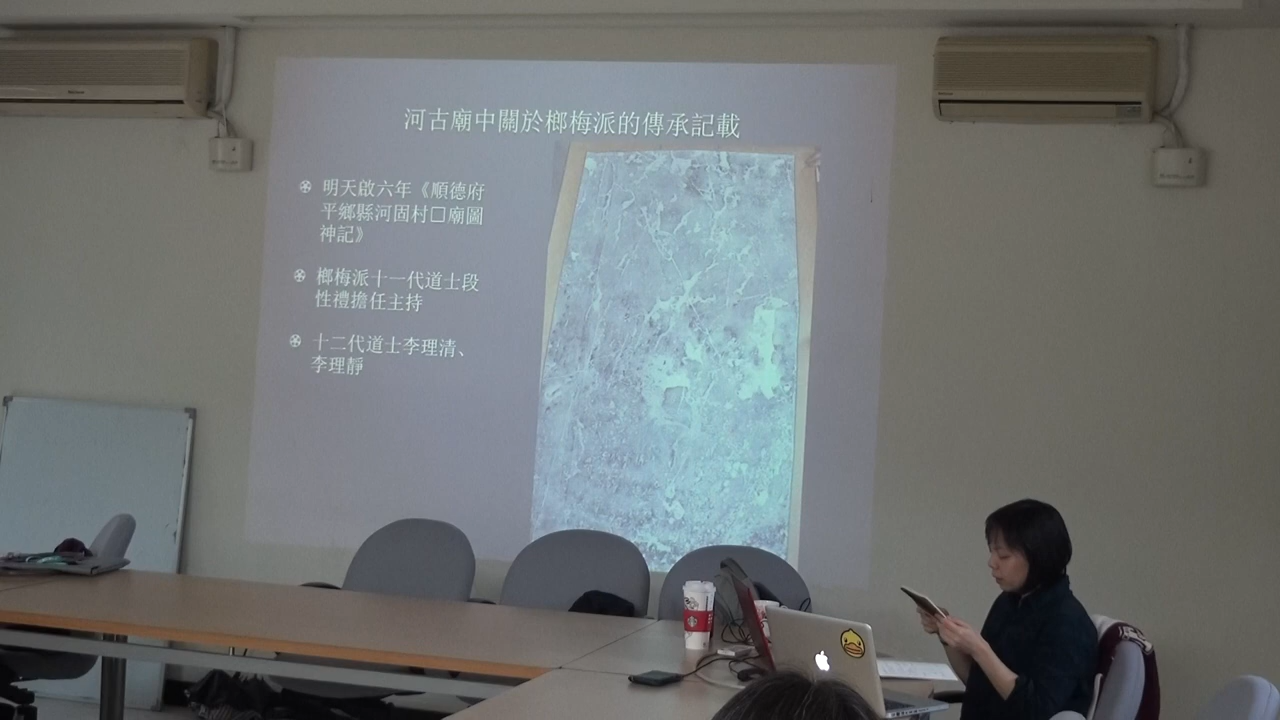 河古廟中關於榔梅派的傳承記載
明天啟六年《順德府
平鄉縣河固村□廟圖
神記》
榔梅派十一代道士段
性禮擔任主持
十二代道士李理清、
李理靜